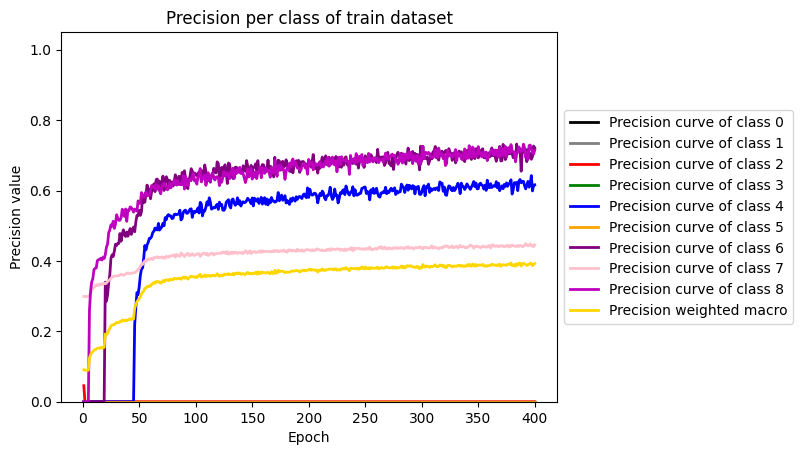 Precision per class of train dataset
Precision value
1.0
0.8
0.6
0.4
0.2
0.0
0
50
100
150
200
250
300
350
400
Epoch
Precision curve of class 0
Precision curve of class 1
Precision curve of class 2
Precision curve of class 3
Precision curve of class 4
Precision curve of class 5
Precision curve of class 6
Precision curve of class 7
Precision curve of class 8
Precision weighted macro